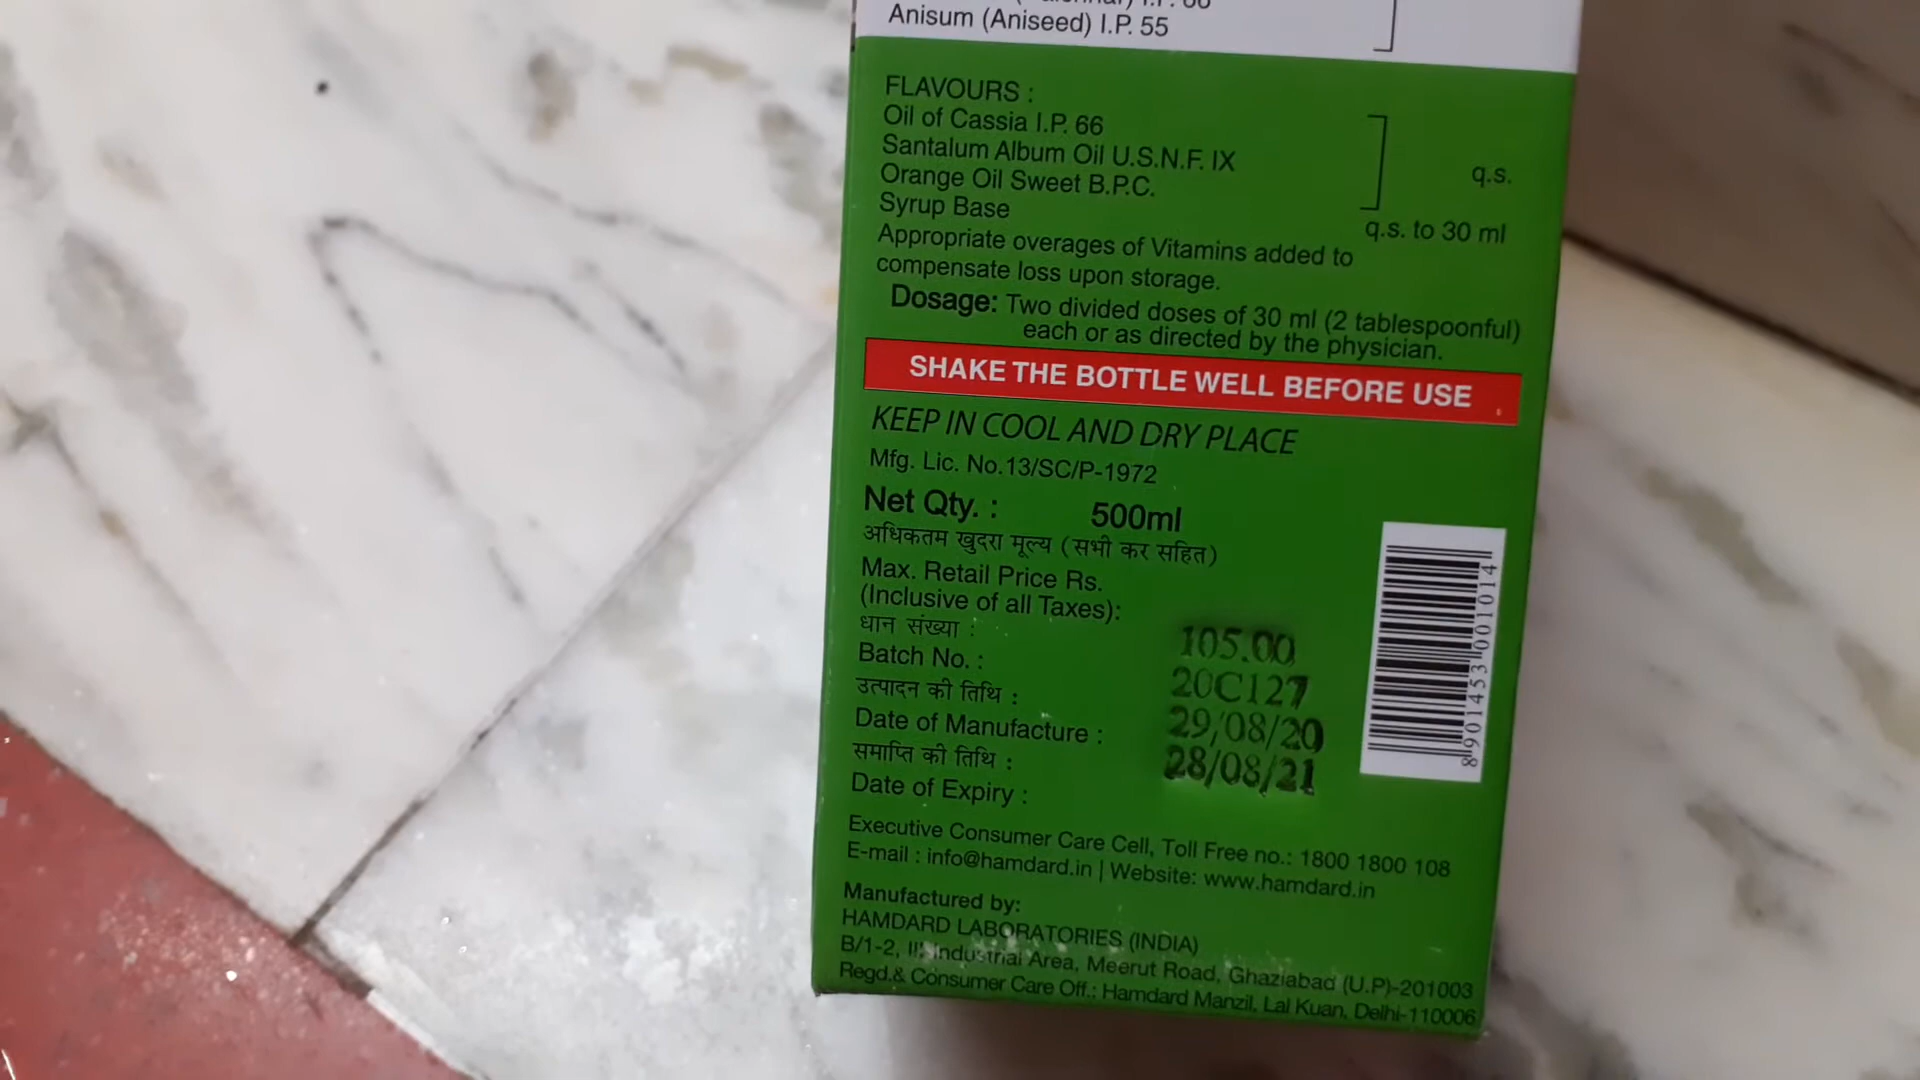 Anisum (Aniseed) I.P. 55
FLAVOURS :
Oil of Cassia I.P. 66
Santalum Album Oil U.S.N.F. IX
Orange Oil Sweet B.P.C.
q.s.
Syrup Base
q.s. to 30 ml
Appropriate overages of Vitamins added to
compensate loss upon storage.
Dosage: Two divided doses of 30 ml (2 tablespoonful)
each or as directed by the physician.
SHAKE THE BOTTLE WELL BEFORE USE
KEEP IN COOL AND DRY PLACE
Mfg. Lic. No.13/SC/P-1972
Net Qty. : 500ml
अधिकतम खुदरा मूल्य (सभी कर सहित)
Max. Retail Price Rs.
(Inclusive of all Taxes):
105.00
धान संख्या :
Batch No. : 20C127
उत्पादन की तिथि :
Date of Manufacture : 29/08/20
समाप्ति की तिथि :
Date of Expiry : 28/08/21
8901453001014
Executive Consumer Care Cell, Toll Free no.: 1800 1800 108
E-mail : info@hamdard.in | Website: www.hamdard.in
Manufactured by:
HAMDARD LABORATORIES (INDIA)
B/1-2, III, Industrial Area, Meerut Road, Ghaziabad (U.P)-201003
Regd.& Consumer Care Off.: Hamdard Manzil, Lal Kuan, Delhi-110006